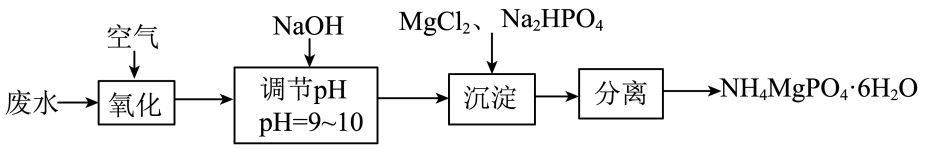 空气
NaOH
MgCl₂、Na₂HPO₄
废水
氧化
调节pH
pH=9~10
沉淀
分离
NH₄MgPO₄·6H₂O